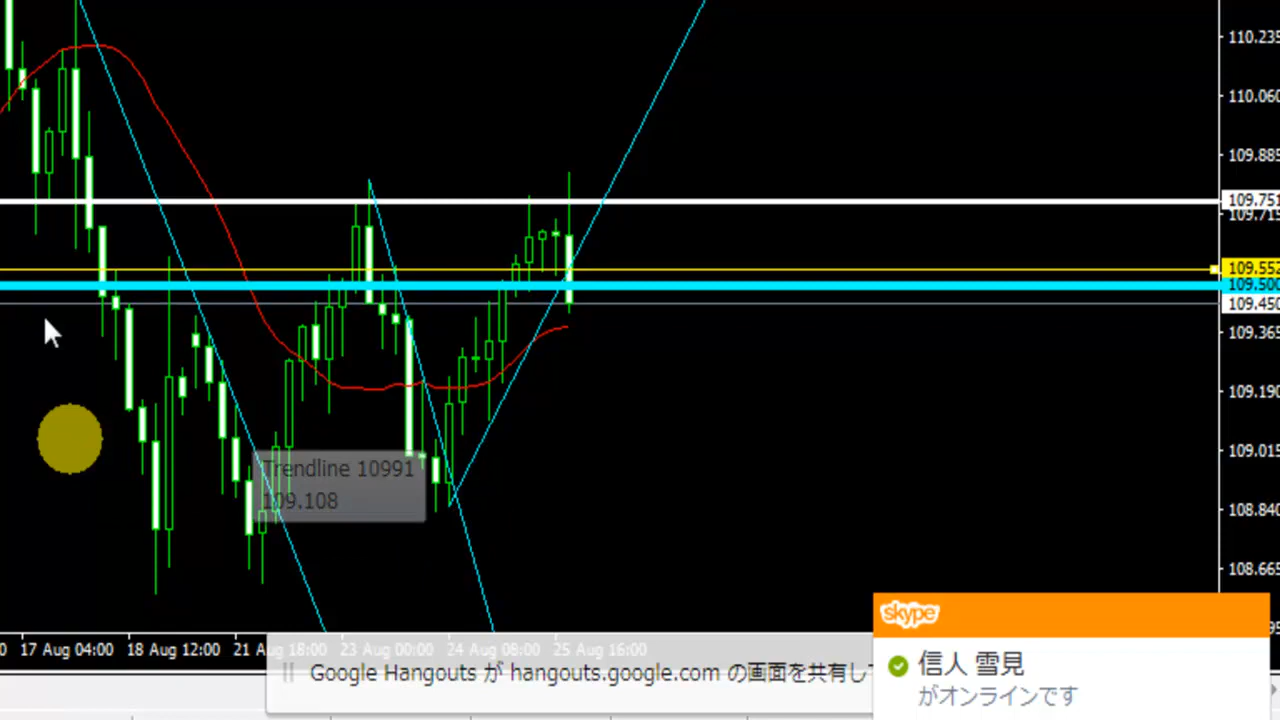 110.235
110.060
109.885
109.751
109.715
109.552
109.500
109.450
109.365
109.190
109.015
108.840
108.665
Trendline 10991
109.108
0 17 Aug 04:00 18 Aug 12:00 21 Aug 18:00 23 Aug 00:00 24 Aug 08:00 25 Aug 16:00
Google Hangouts が hangouts.google.com の画面を共有して
skype
信人 雪見
がオンラインです